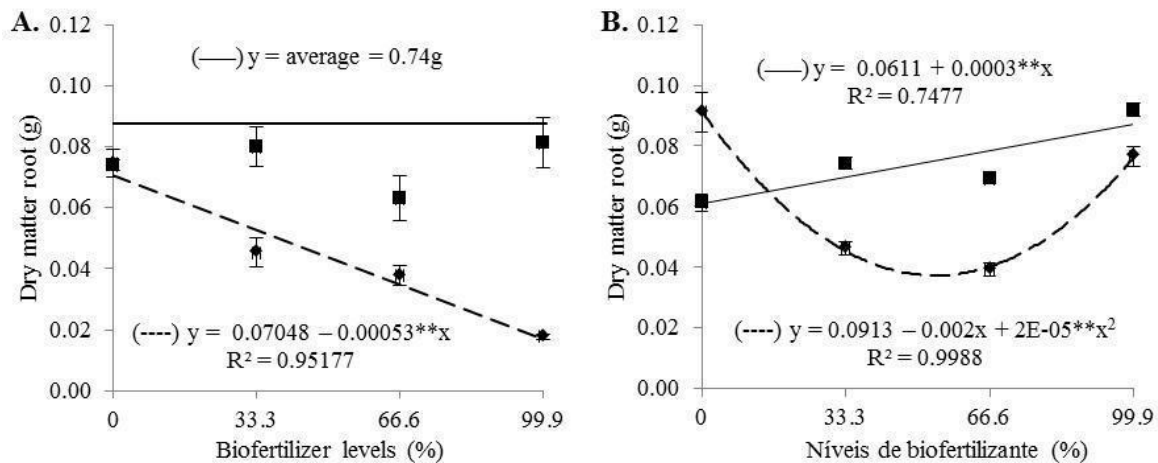 A.
(——) y = average = 0.74g
Dry matter root (g)
0.12
0.10
0.08
0.06
0.04
0.02
0.00
(----) y = 0.07048 – 0.00053**x
R² = 0.95177
0 33.3 66.6 99.9
Biofertilizer levels (%)
B.
(——) y = 0.0611 + 0.0003**x
R² = 0.7477
Dry matter root (g)
0.12
0.10
0.08
0.06
0.04
0.02
0.00
(----) y = 0.0913 – 0.002x + 2E-05**x²
R² = 0.9988
0 33.3 66.6 99.9
Níveis de biofertilizante (%)